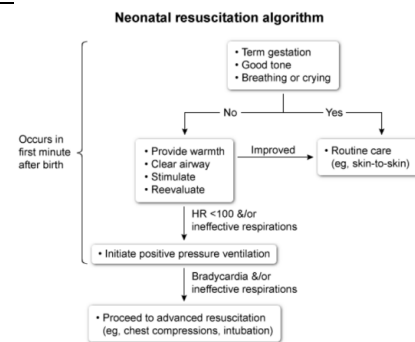 Neonatal resuscitation algorithm
• Term gestation
• Good tone
• Breathing or crying
No
Yes
Occurs in
first minute
after birth
• Provide warmth
• Clear airway
• Stimulate
• Reevaluate
Improved
• Routine care
(eg, skin-to-skin)
HR <100 &/or
ineffective respirations
• Initiate positive pressure ventilation
Bradycardia &/or
ineffective respirations
• Proceed to advanced resuscitation
(eg, chest compressions, intubation)